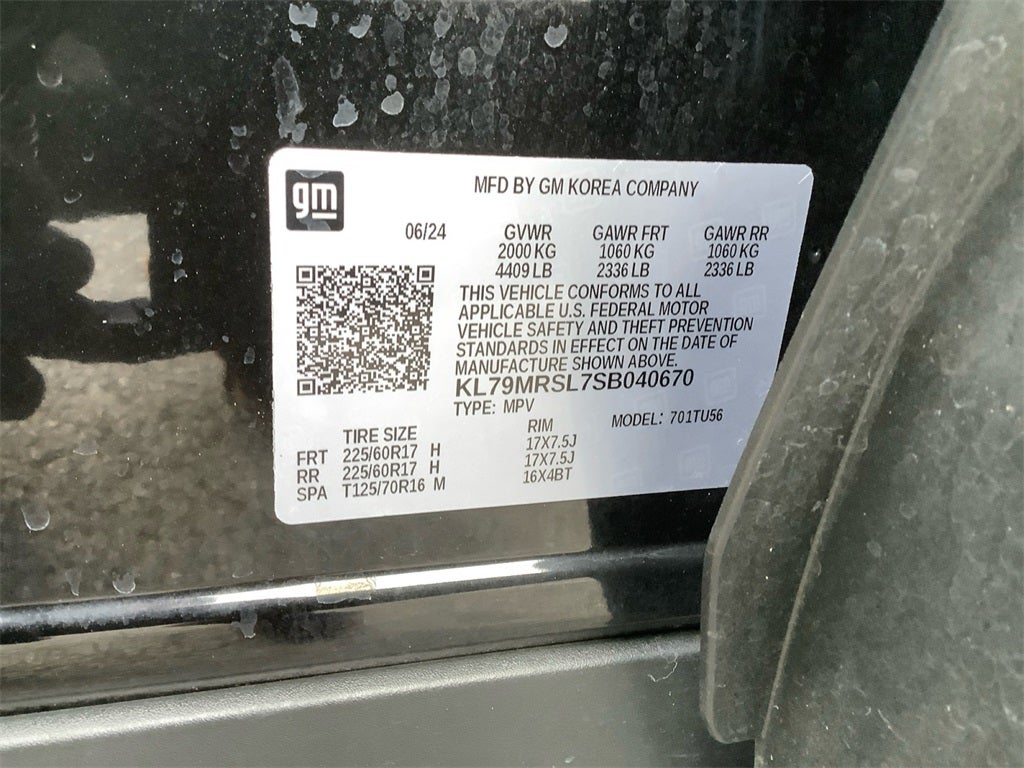 gm
MFD BY GM KOREA COMPANY
06/24 GVWR GAWR FRT GAWR RR
2000 KG 1060 KG 1060 KG
4409 LB 2336 LB 2336 LB
THIS VEHICLE CONFORMS TO ALL
APPLICABLE U.S. FEDERAL MOTOR
VEHICLE SAFETY AND THEFT PREVENTION
STANDARDS IN EFFECT ON THE DATE OF
MANUFACTURE SHOWN ABOVE.
KL79MRSL7SB040670
TYPE: MPV MODEL: 701TU56
TIRE SIZE RIM
FRT 225/60R17 H 17X7.5J
RR 225/60R17 H 17X7.5J
SPA T125/70R16 M 16X4BT